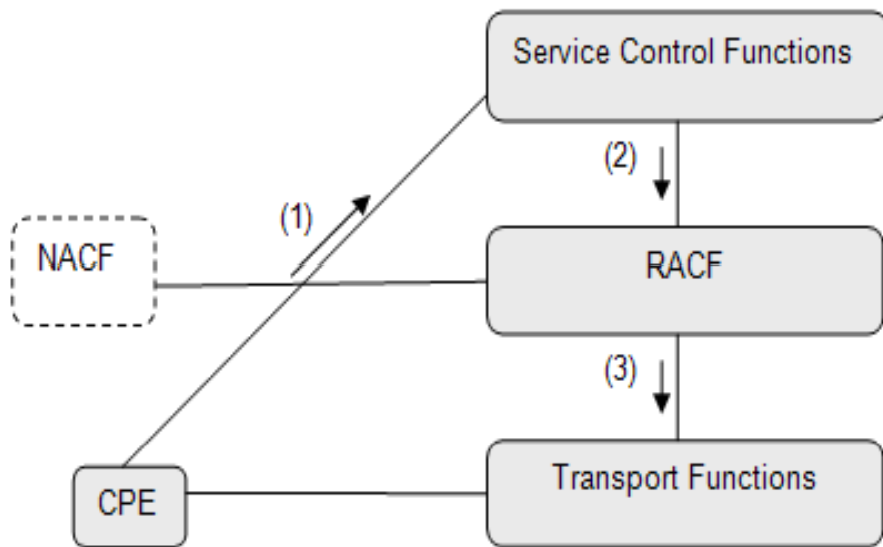 Service Control Functions
(2)
(1)
NACF
RACF
(3)
Transport Functions
CPE